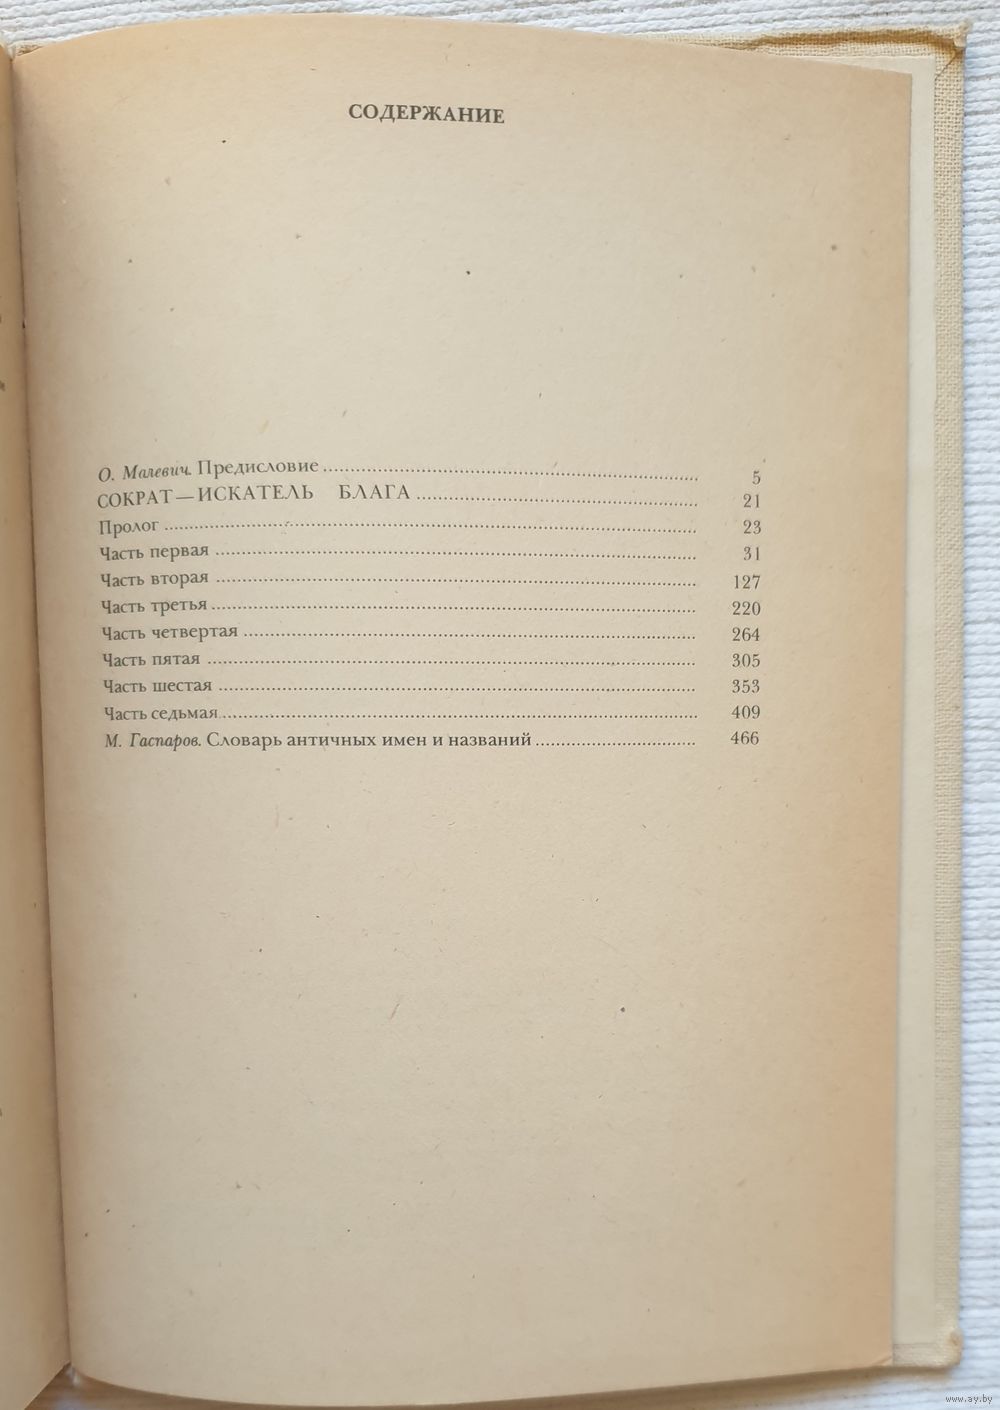 СОДЕРЖАНИЕ
О. Малевич. Предисловие 5
СОКРАТ — ИСКАТЕЛЬ БЛАГА 21
Пролог 23
Часть первая 31
Часть вторая 127
Часть третья 220
Часть четвертая 264
Часть пятая 305
Часть шестая 353
Часть седьмая 409
М. Гаспаров. Словарь античных имен и названий 466
www.ay.by